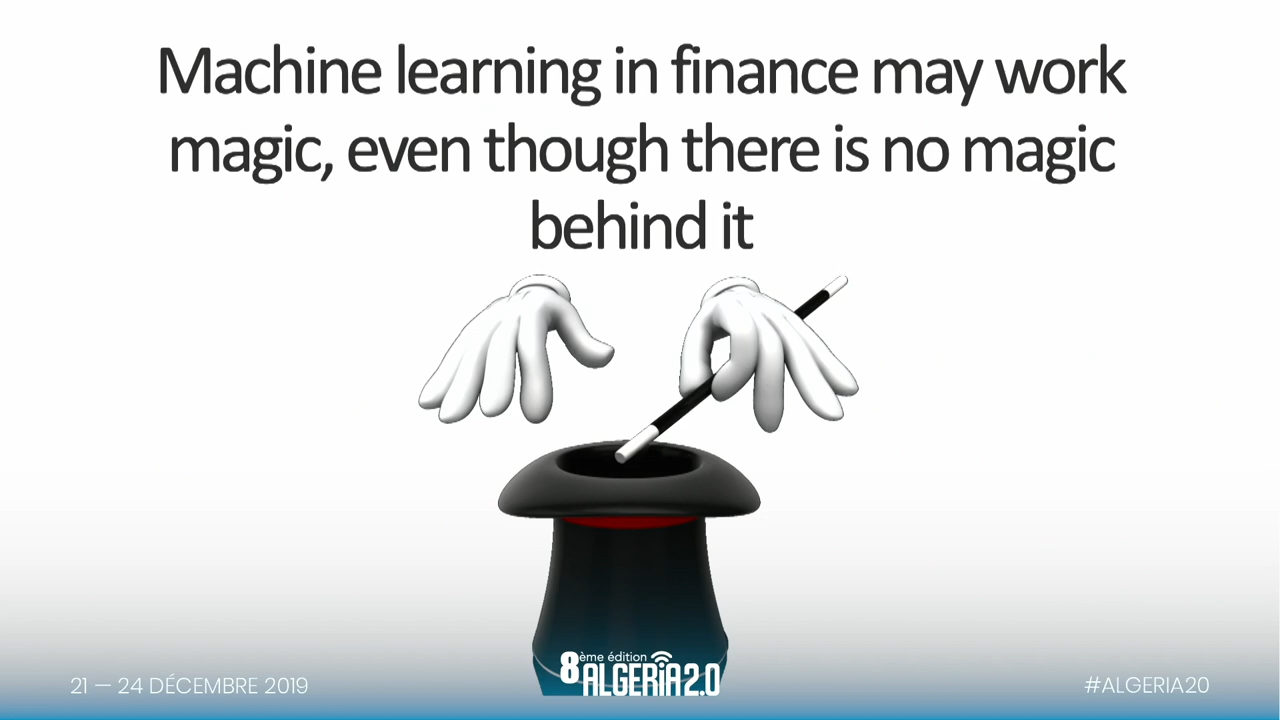 Machine learning in finance may work
magic, even though there is no magic
behind it
8ème édition
ALGERIA2.0
21 — 24 DÉCEMBRE 2019
#ALGERIA20